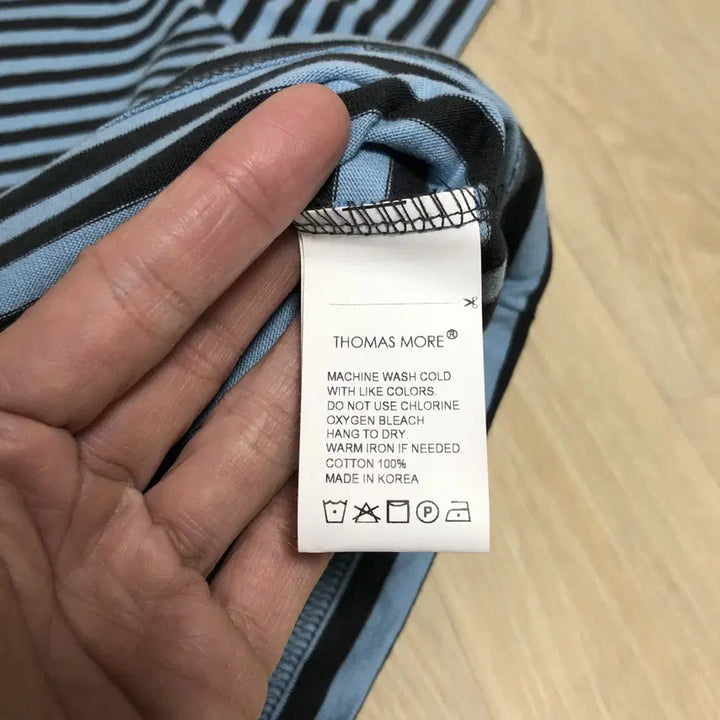 THOMAS MORE®
MACHINE WASH COLD
WITH LIKE COLORS.
DO NOT USE CHLORINE
OXYGEN BLEACH.
HANG TO DRY.
WARM IRON IF NEEDED
COTTON 100%
MADE IN KOREA
P